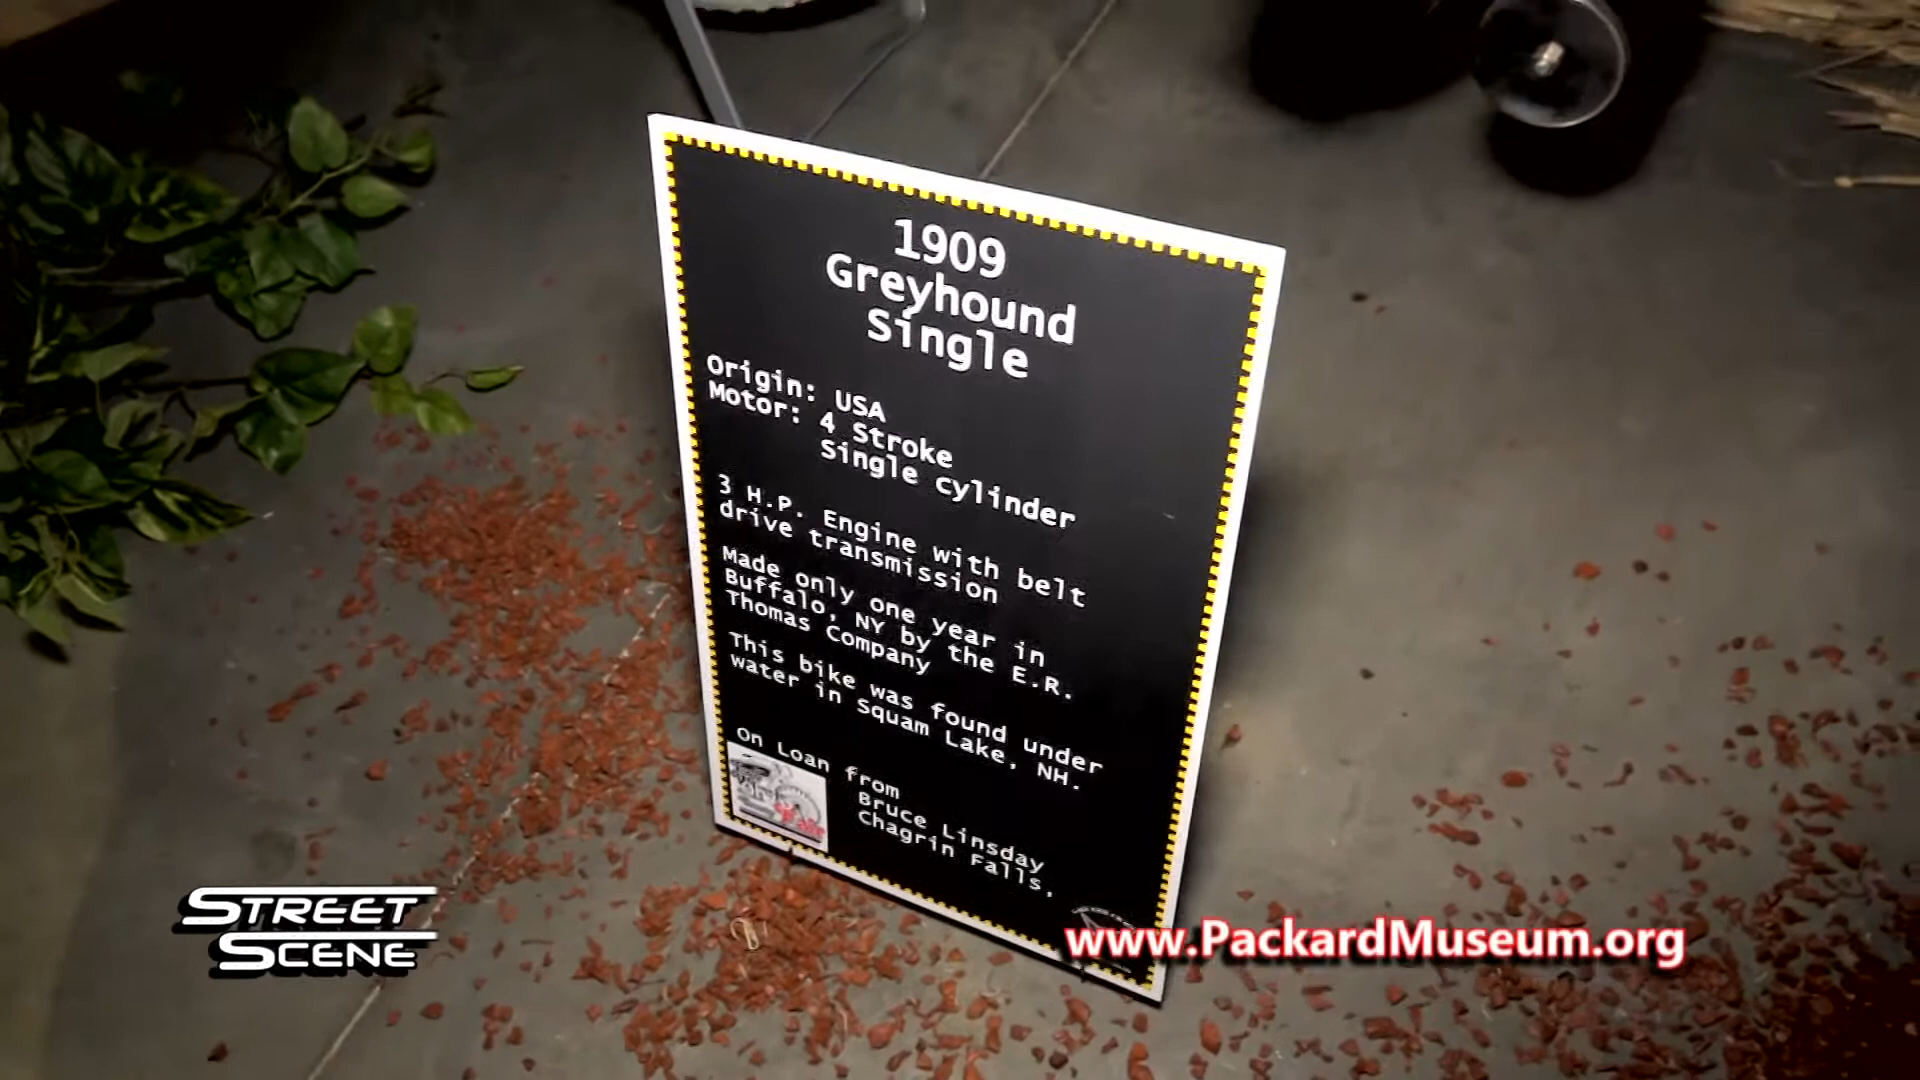 1909
Greyhound
Single
Origin: USA
Motor: 4 Stroke
Single cylinder
3 H.P. Engine with belt
drive transmission
Made only one year in
Buffalo, NY by the E.R.
Thomas Company
This bike was found under
water in Squam Lake, NH.
On Loan from
Bruce Linsday
Chagrin Falls,
STREET
SCENE
www.PackardMuseum.org